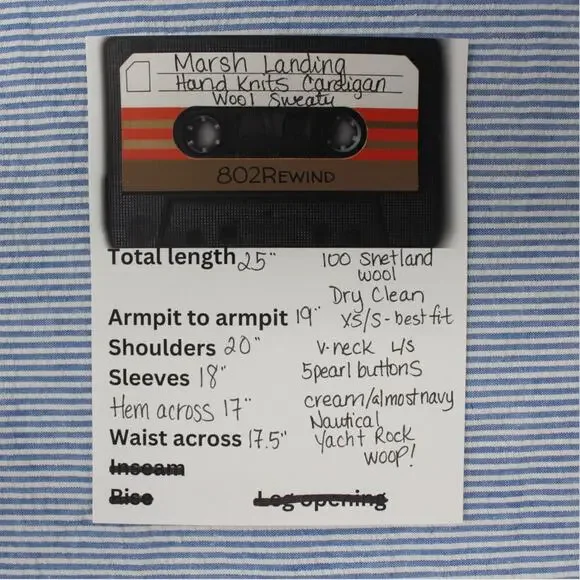 Marsh Landing
Hand Knits Cardigan
Wool Sweaty
802REWIND
Total length 25"
100 Shetland
wool
Dry Clean
Armpit to armpit 19"
XS/S - best fit
Shoulders 20"
V-neck L/S
Sleeves 18"
5 pearl buttons
Hem across 17"
cream/almost navy
Nautical
Waist across 17.5"
Yacht Rock
WOOP!
Inseam
Rise
Leg opening